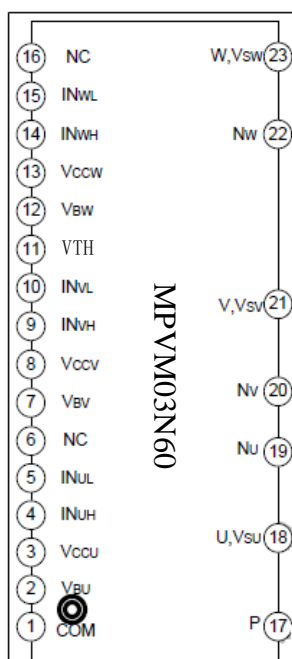 16 NC W,VSW 23
15 INWL
14 INWH NW 22
13 VCCW
12 VBW
11 VTH
10 INVL V,VSV 21
9 INVH
8 VCCV
7 VBV NV 20
6 NC NU 19
5 INUL
4 INUH
3 VCCU U,VSU 18
2 VBU
1 COM P 17
MPVM03N60